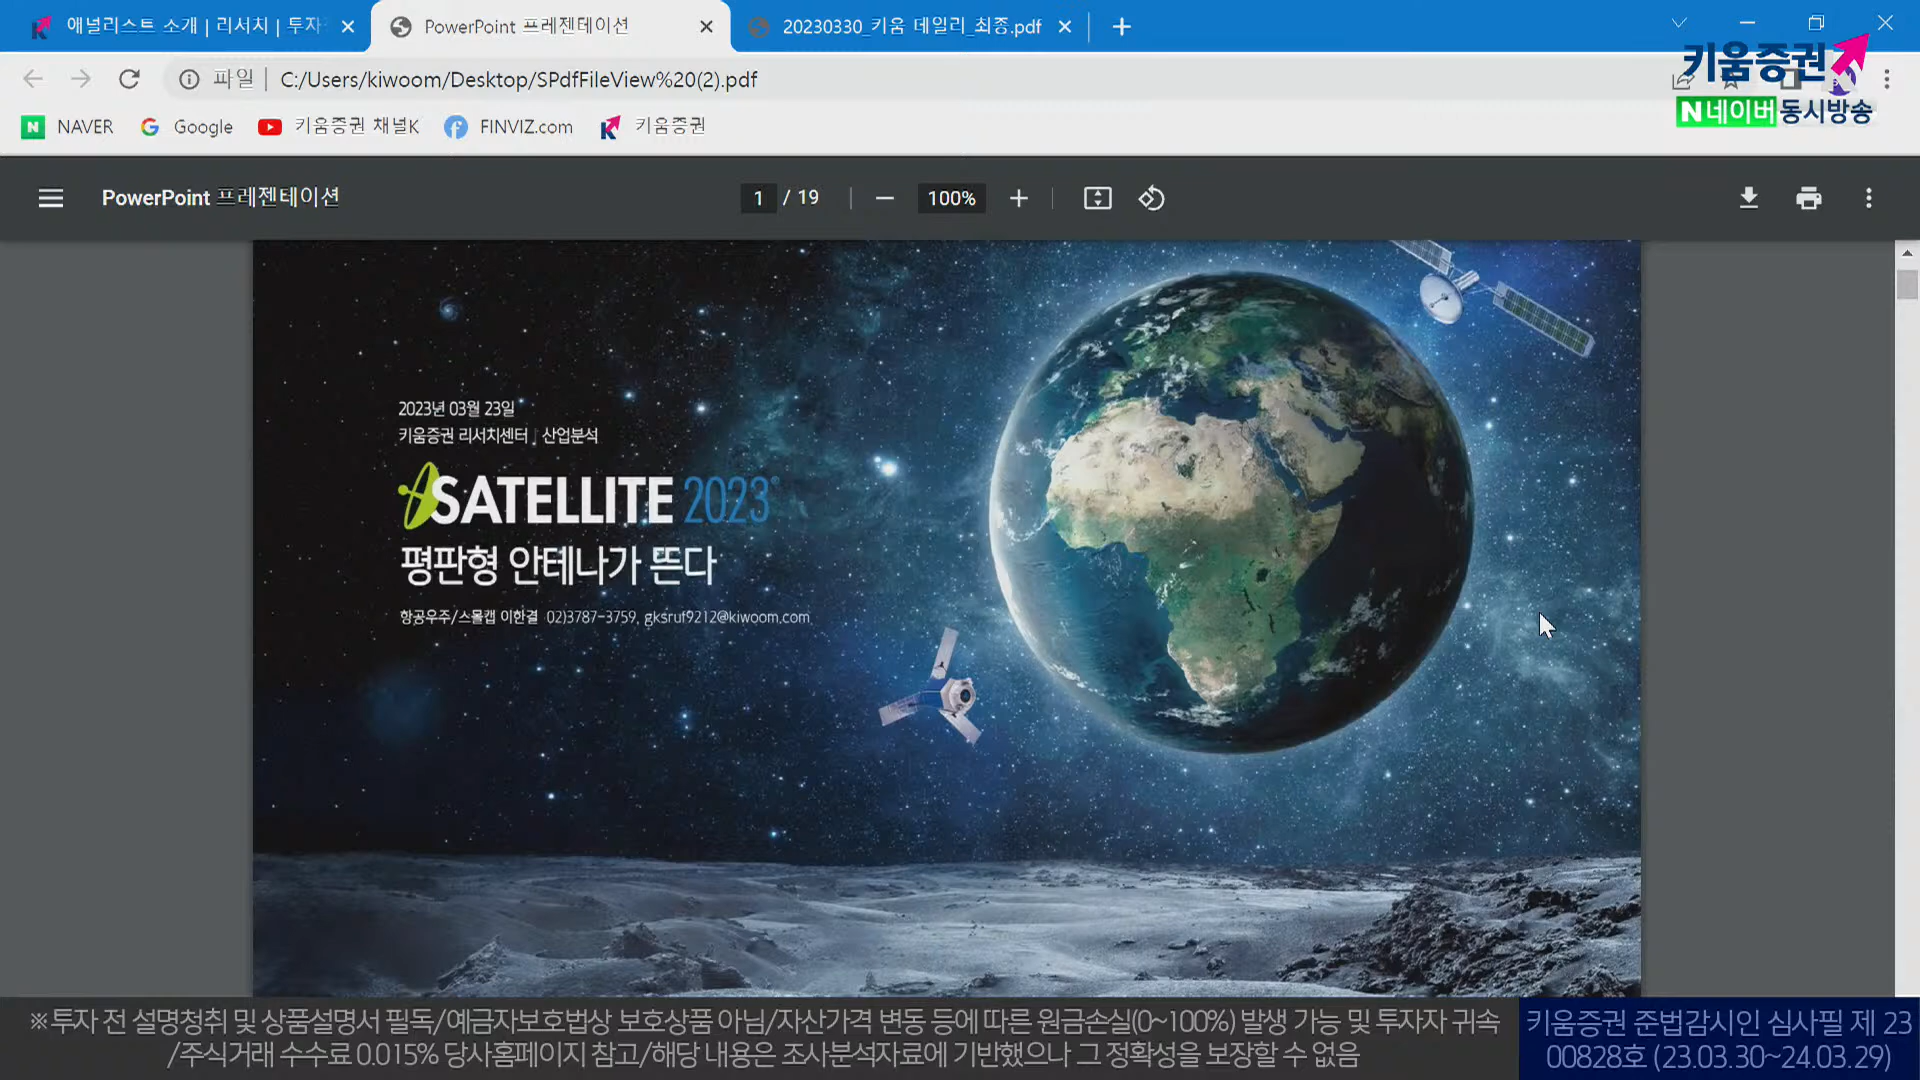 애널리스트 소개 | 리서치 | 투자
PowerPoint 프레젠테이션
20230330_키움 데일리_최종.pdf
키움증권
N 네이버 동시방송
파일 | C:/Users/kiwoom/Desktop/SPdfFileView%20(2).pdf
N NAVER
Google
키움증권 채널K
FINVIZ.com
키움증권
PowerPoint 프레젠테이션
1 / 19
100%
2023년 03월 23일
키움증권 리서치센터 | 산업분석
SATELLITE 2023
평판형 안테나가 뜬다
항공우주/스몰캡 이한결 02)3787-3759, gksruf9212@kiwoom.com
※투자 전 설명청취 및 상품설명서 필독/예금자보호법상 보호상품 아님/자산가격 변동 등에 따른 원금손실(0~100%) 발생 가능 및 투자자 귀속
/주식거래 수수료 0.015% 당사홈페이지 참고/해당 내용은 조사분석자료에 기반했으나 그 정확성을 보장할 수 없음
키움증권 준법감시인 심사필 제 23
00828호 (23.03.30~24.03.29)